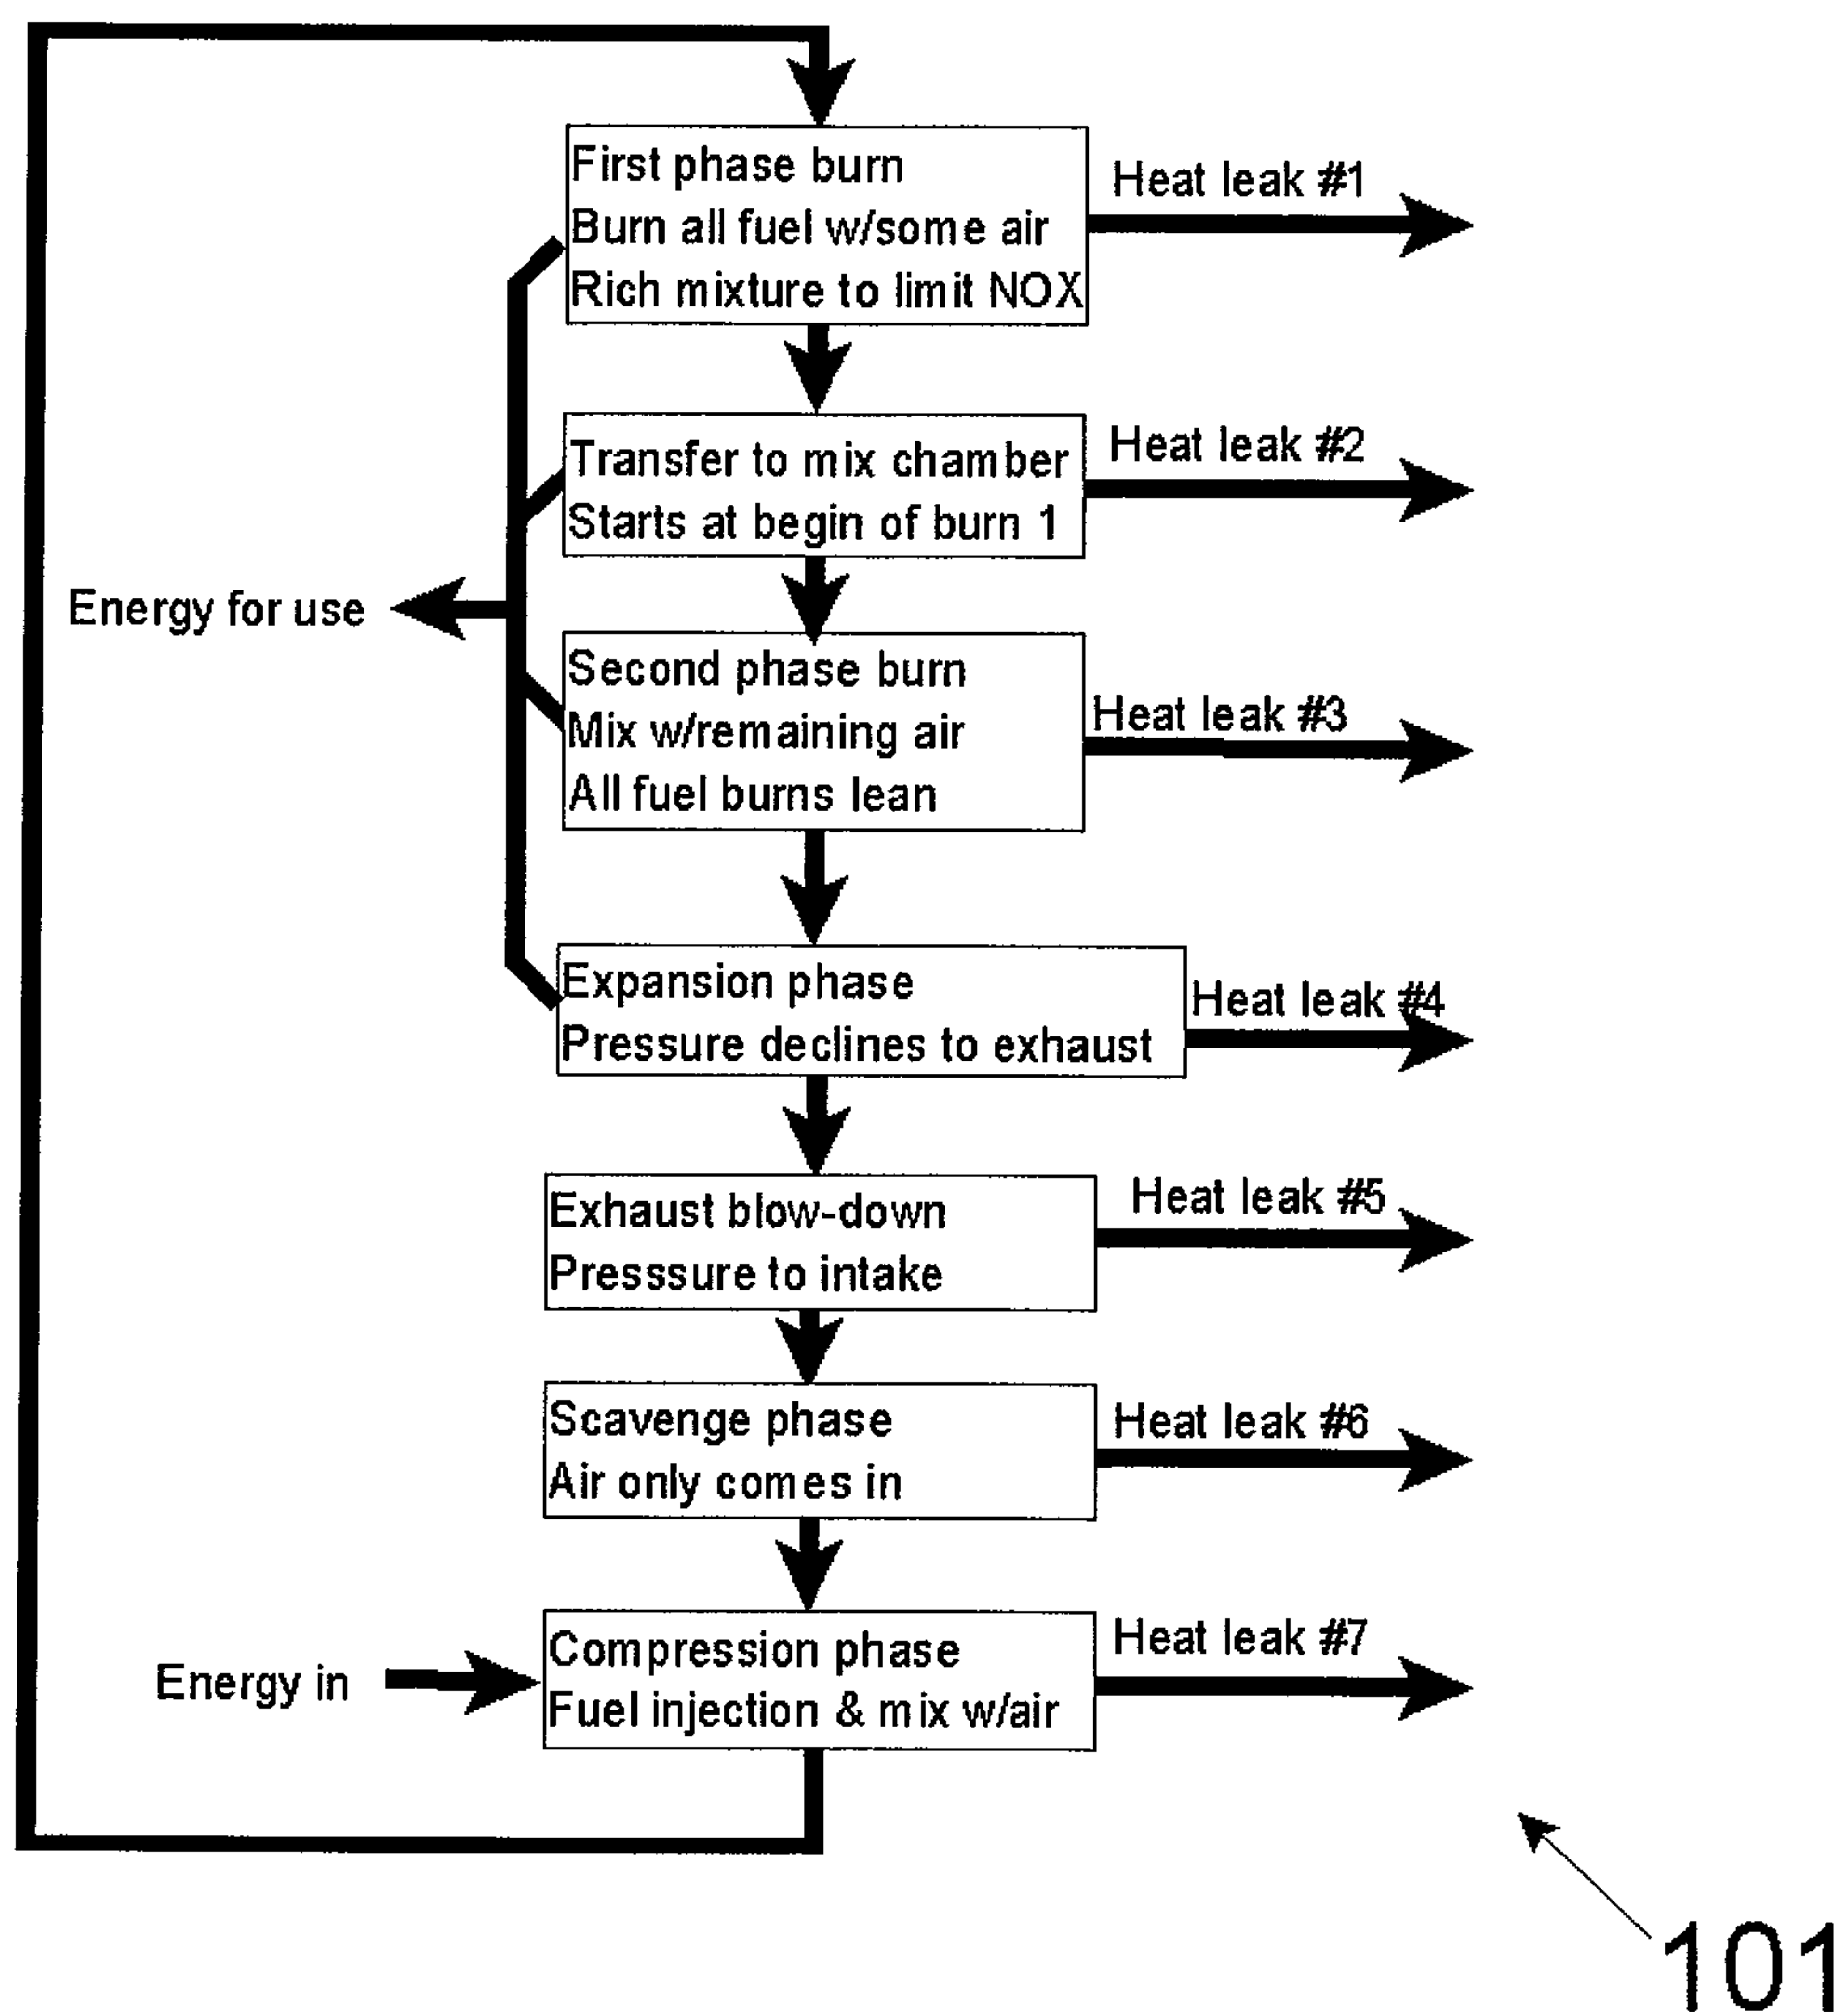 First phase burn
Burn all fuel w/some air
Rich mixture to limit NOX
Heat leak #1
Transfer to mix chamber
Starts at begin of burn 1
Heat leak #2
Energy for use
Second phase burn
Mix w/remaining air
All fuel burns lean
Heat leak #3
Expansion phase
Pressure declines to exhaust
Heat leak #4
Exhaust blow-down
Presssure to intake
Heat leak #5
Scavenge phase
Air only comes in
Heat leak #6
Energy in
Compression phase
Fuel injection & mix w/air
Heat leak #7
101